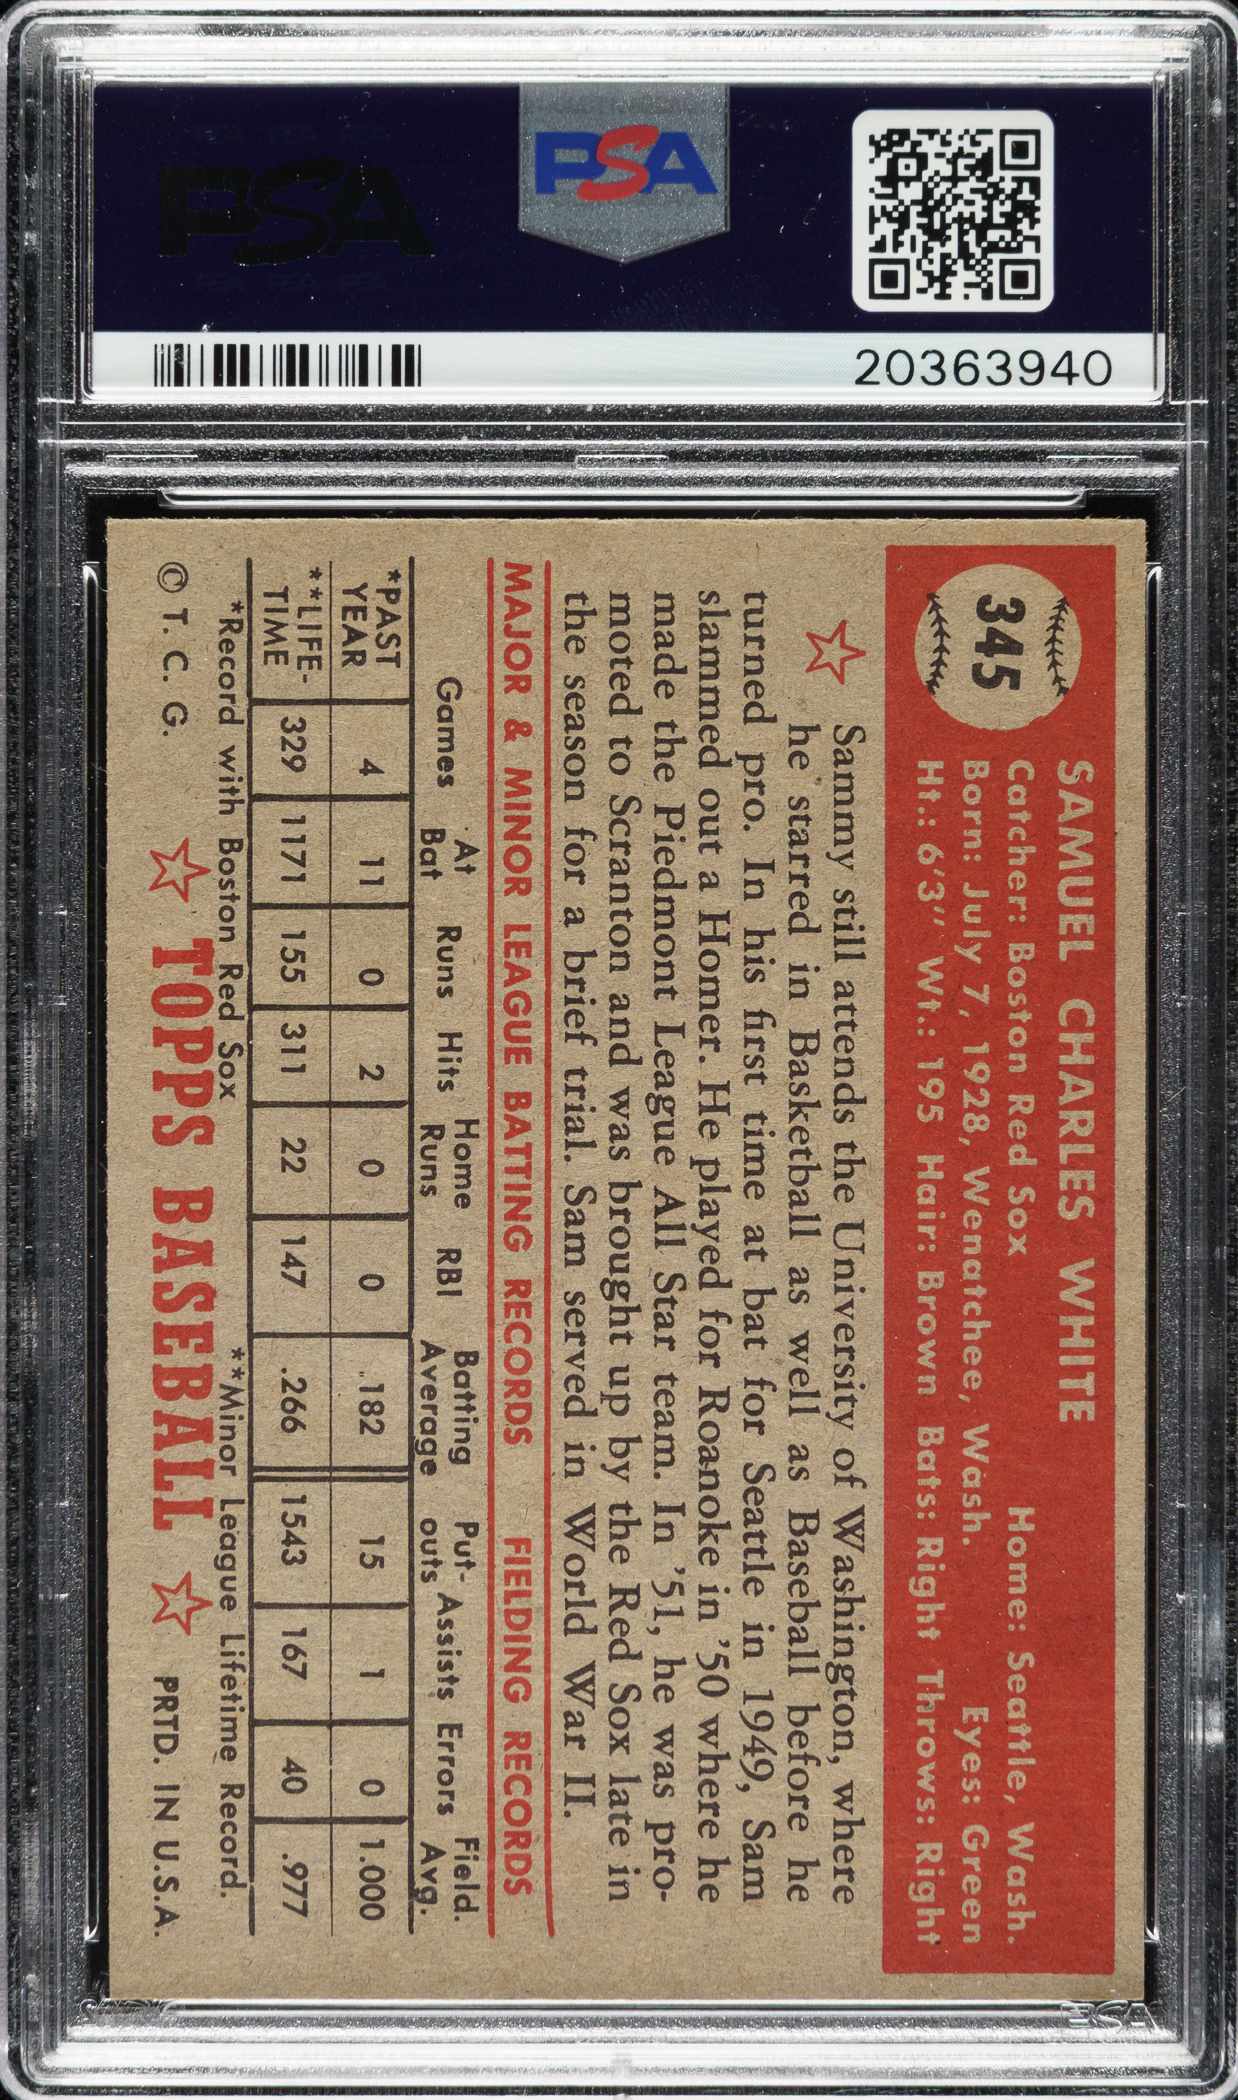 PSA
PSA
20363940
345
SAMUEL CHARLES WHITE
Catcher: Boston Red Sox Home: Seattle, Wash.
Born: July 7, 1928, Wenatchee, Wash. Eyes: Green
Ht.: 6'3" Wt.: 195 Hair: Brown Bats: Right Throws: Right
Sammy still attends the University of Washington, where
he starred in Basketball as well as Baseball before he
turned pro. In his first time at bat for Seattle in 1949, Sam
slammed out a Homer. He played for Roanoke in '50 where he
made the Piedmont League All Star team. In '51, he was pro-
moted to Scranton and was brought up by the Red Sox late in
the season for a brief trial. Sam served in World War II.
MAJOR & MINOR LEAGUE BATTING RECORDS FIELDING RECORDS
Games At Bat Runs Hits Home Runs RBI Batting Average Put-outs Assists Errors Field. Avg.
*PAST YEAR 4 11 0 2 0 0 .182 15 1 0 1.000
**LIFE-TIME 329 1171 155 311 22 147 .266 1543 167 40 .977
*Record with Boston Red Sox **Minor League Lifetime Record.
© T. C. G. TOPPS BASEBALL PRTD. IN U.S.A.
PSA